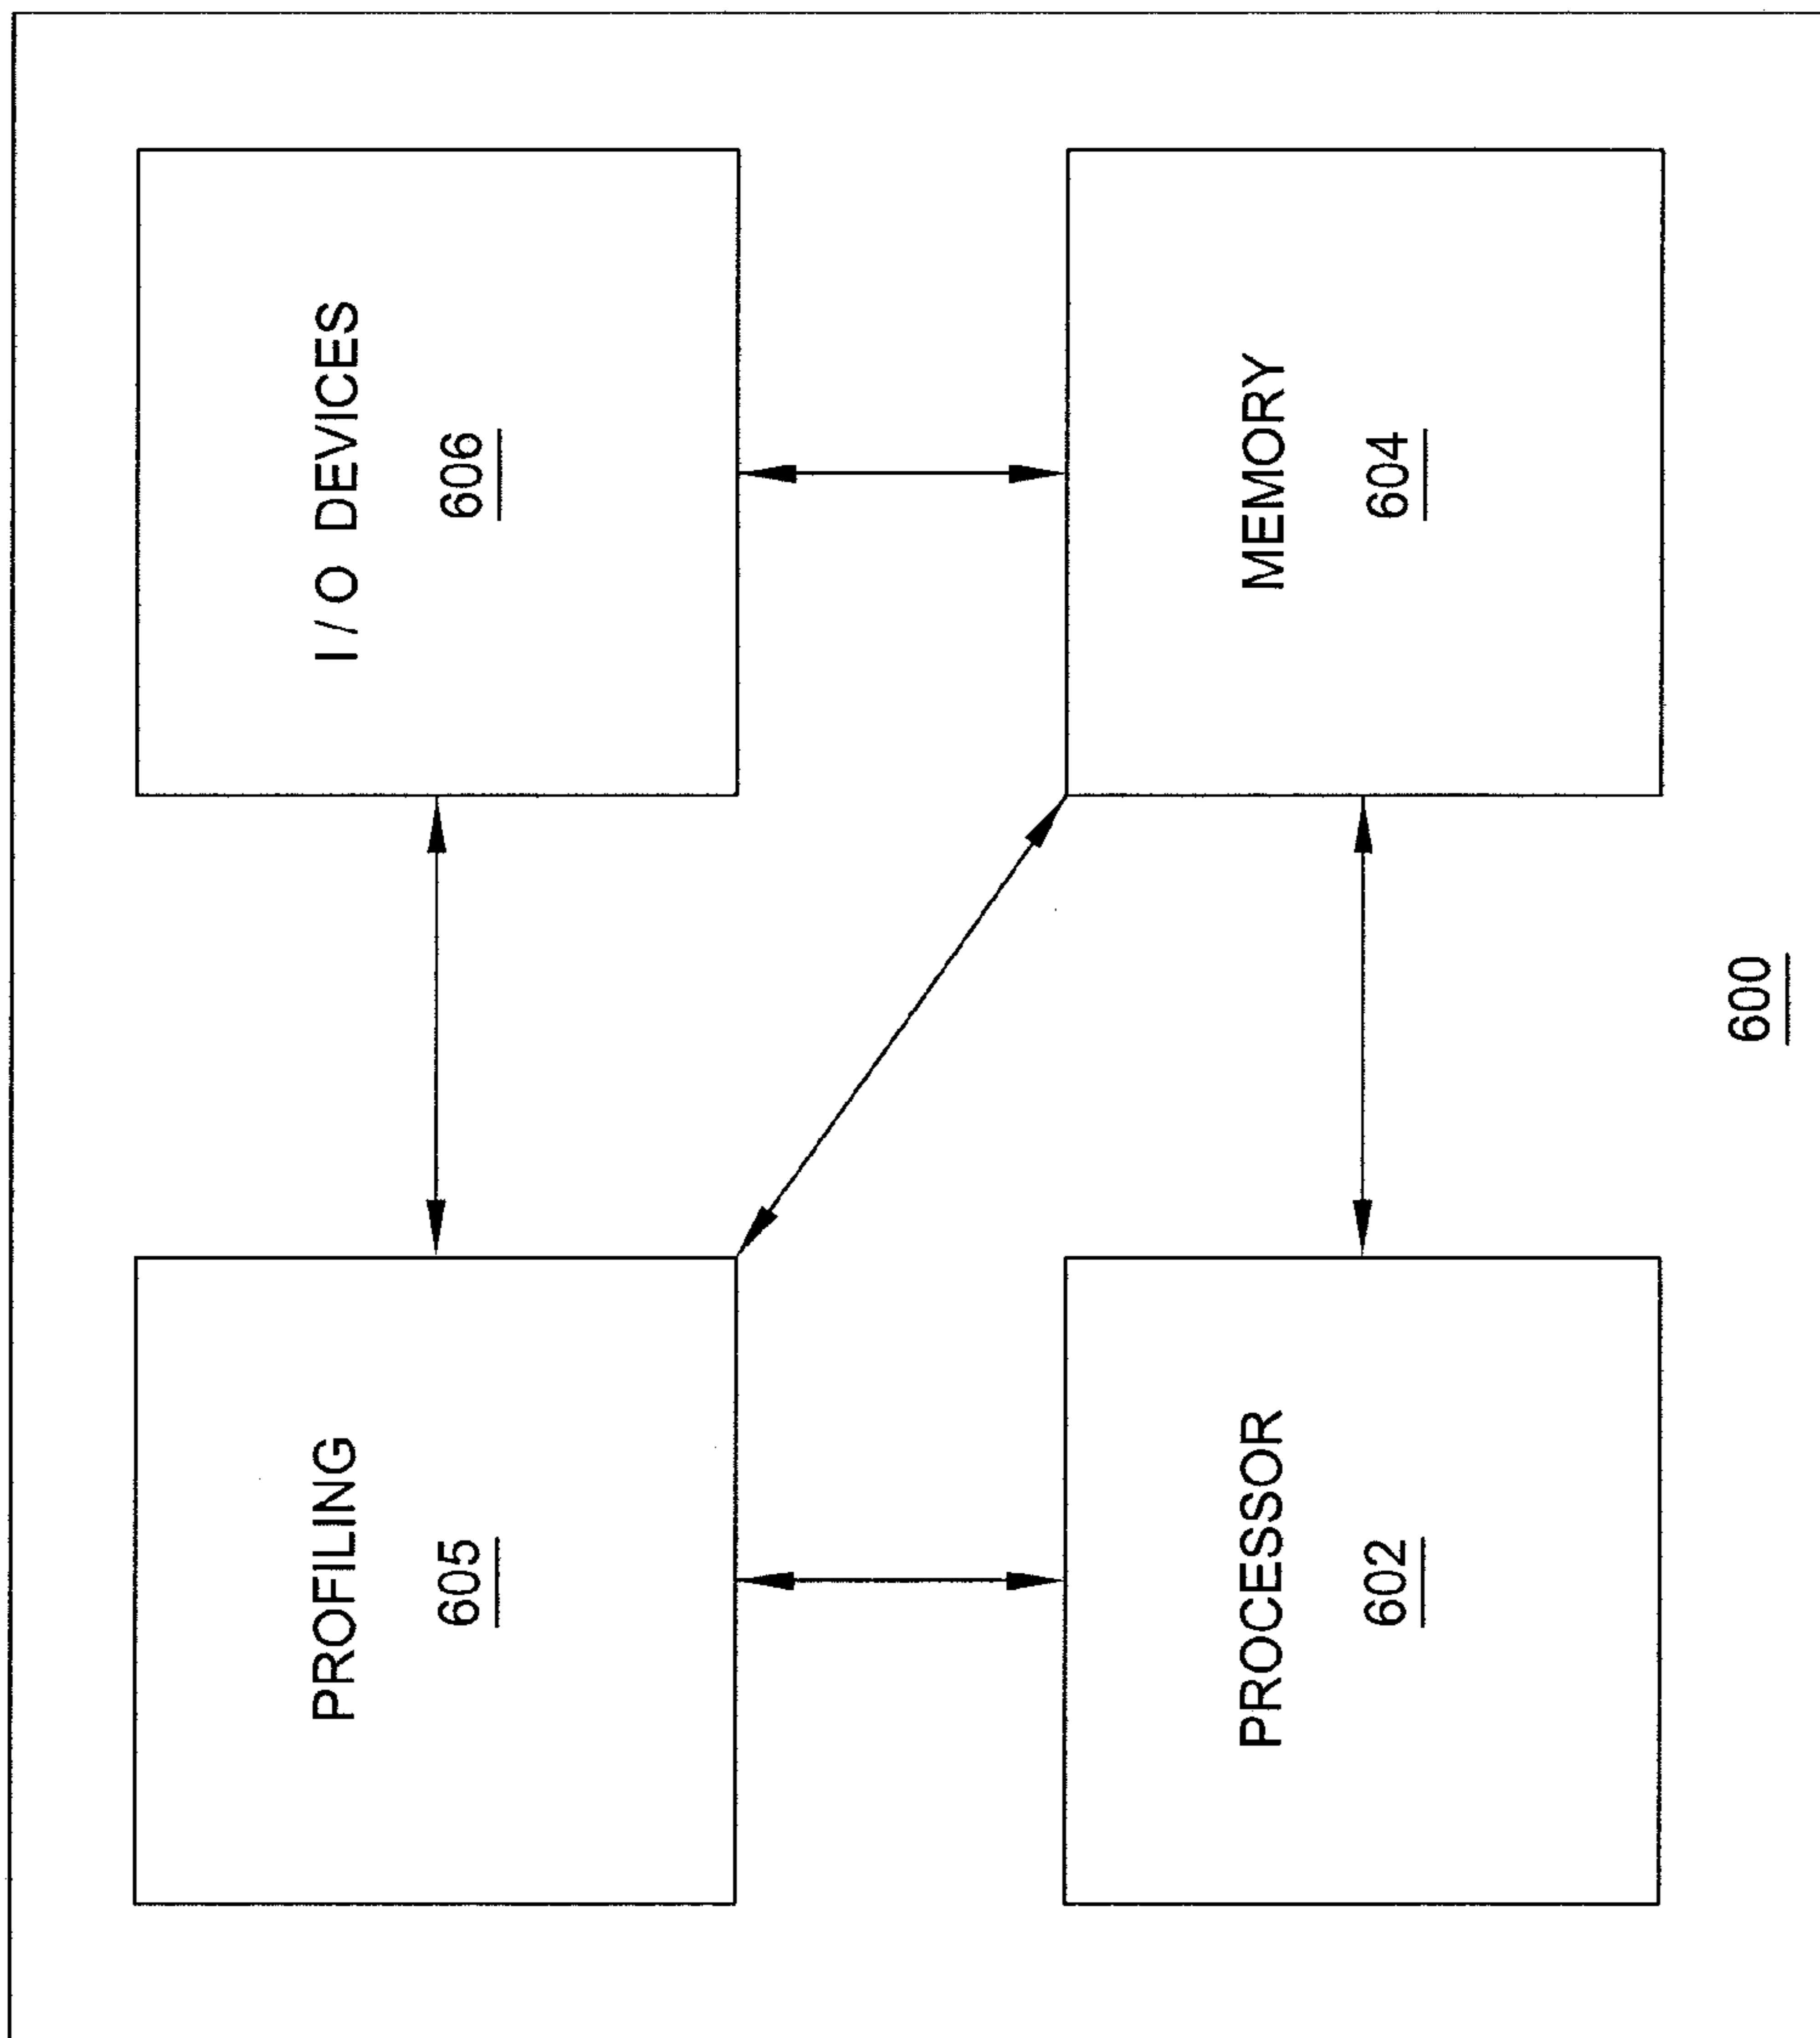 PROFILING
605
I / O DEVICES
606
PROCESSOR
602
MEMORY
604
600